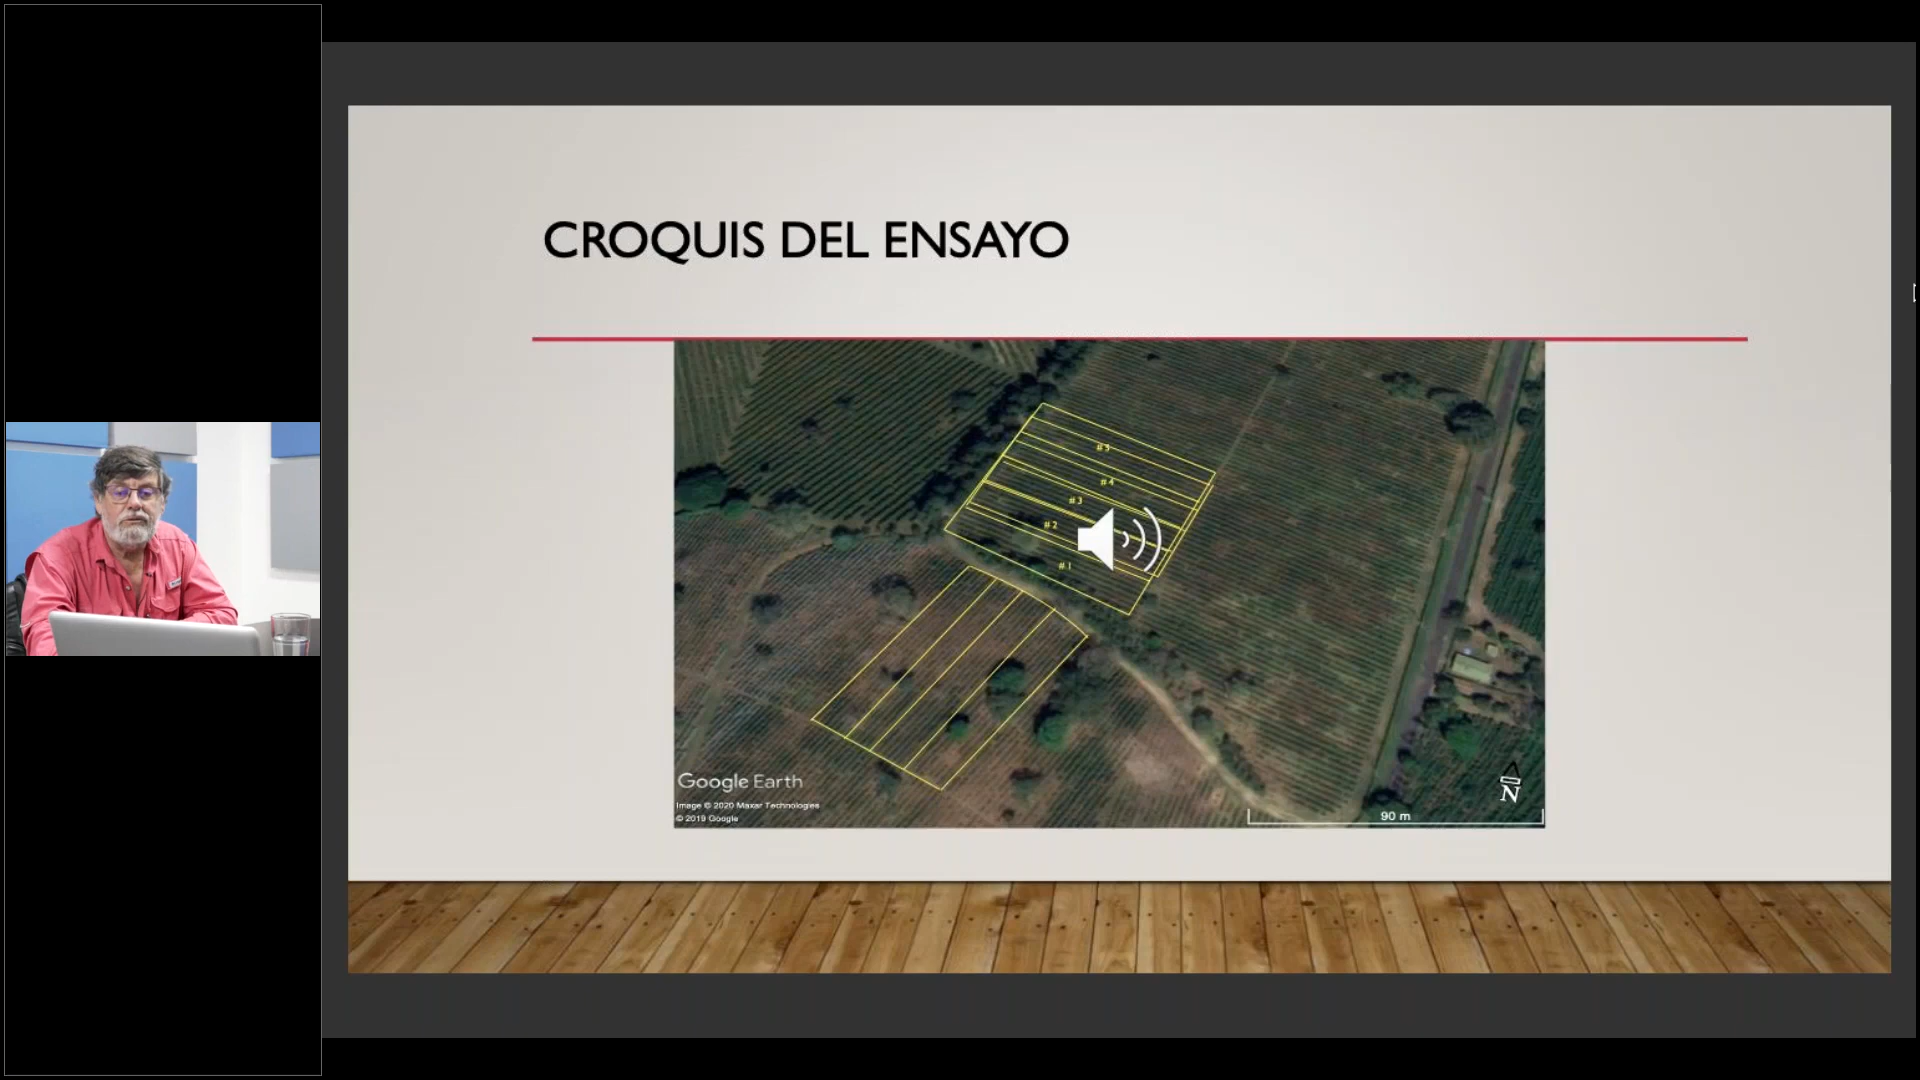 CROQUIS DEL ENSAYO
#5
#4
#3
#2
#1
Google Earth
Image © 2020 Maxar Technologies
© 2019 Google
N
90 m